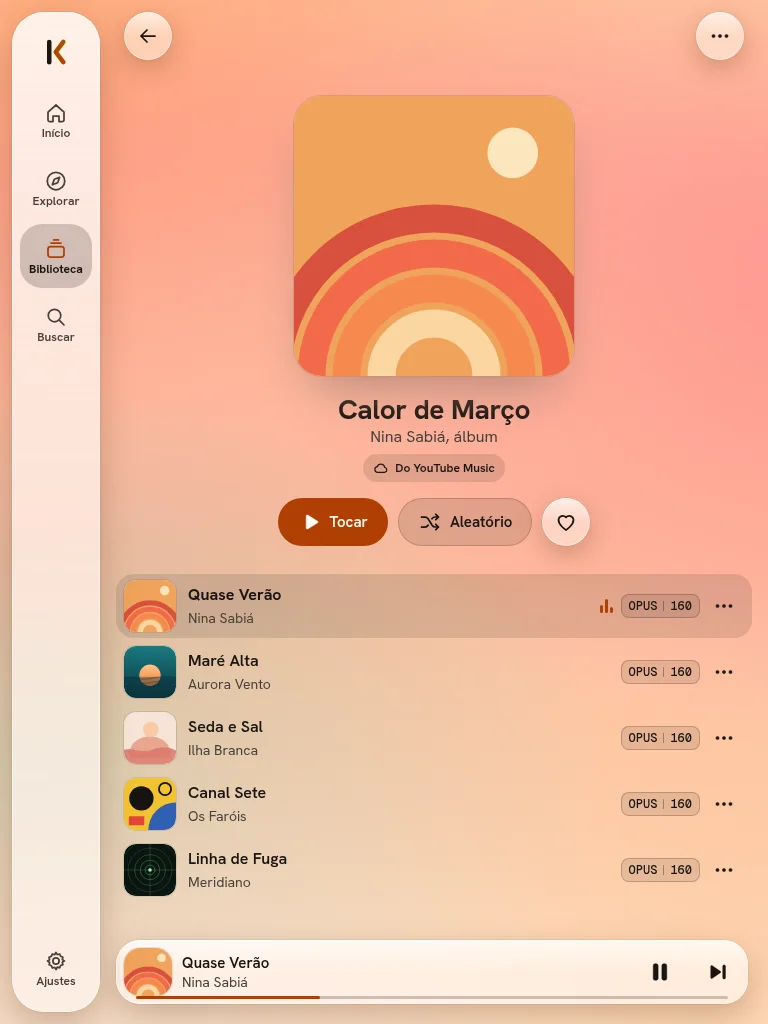 K
Início
Explorar
Biblioteca
Buscar
Ajustes
Calor de Março
Nina Sabiá, álbum
Do YouTube Music
Tocar
Aleatório
Quase Verão
Nina Sabiá
OPUS | 160
Maré Alta
Aurora Vento
OPUS | 160
Seda e Sal
Ilha Branca
OPUS | 160
Canal Sete
Os Faróis
OPUS | 160
Linha de Fuga
Meridiano
OPUS | 160
Quase Verão
Nina Sabiá